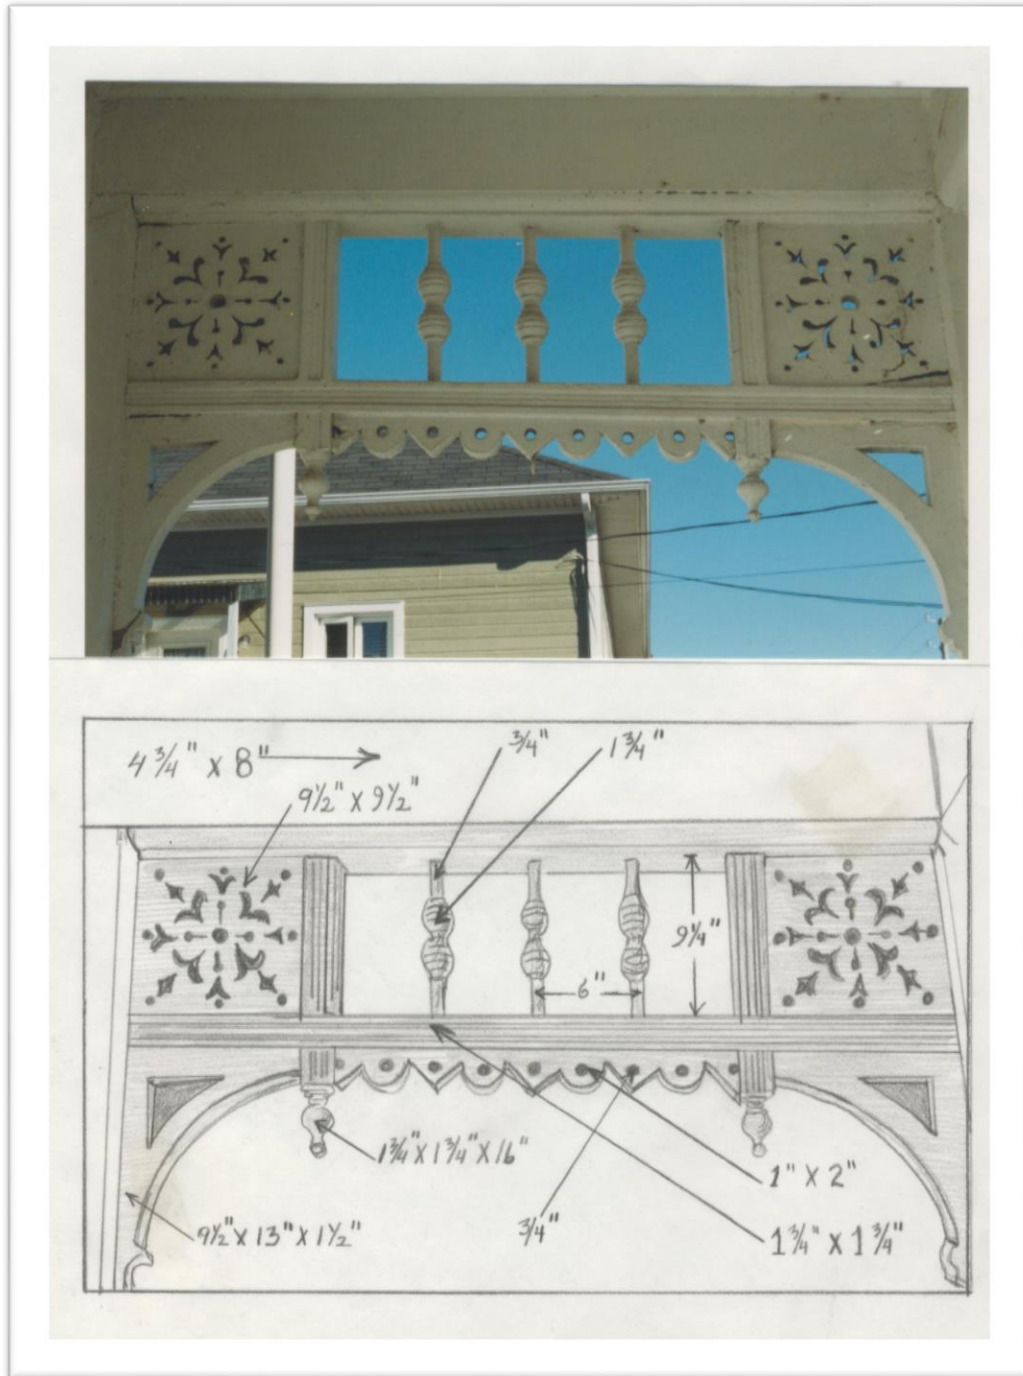 4 3/4" x 8"
3/4"
1 3/4"
9 1/2" x 9 1/2"
9 1/4"
6"
1 3/4" x 1 3/4" x 16"
1" x 2"
9 1/2" x 13" x 1 1/2"
3/4"
1 3/4" x 1 3/4"